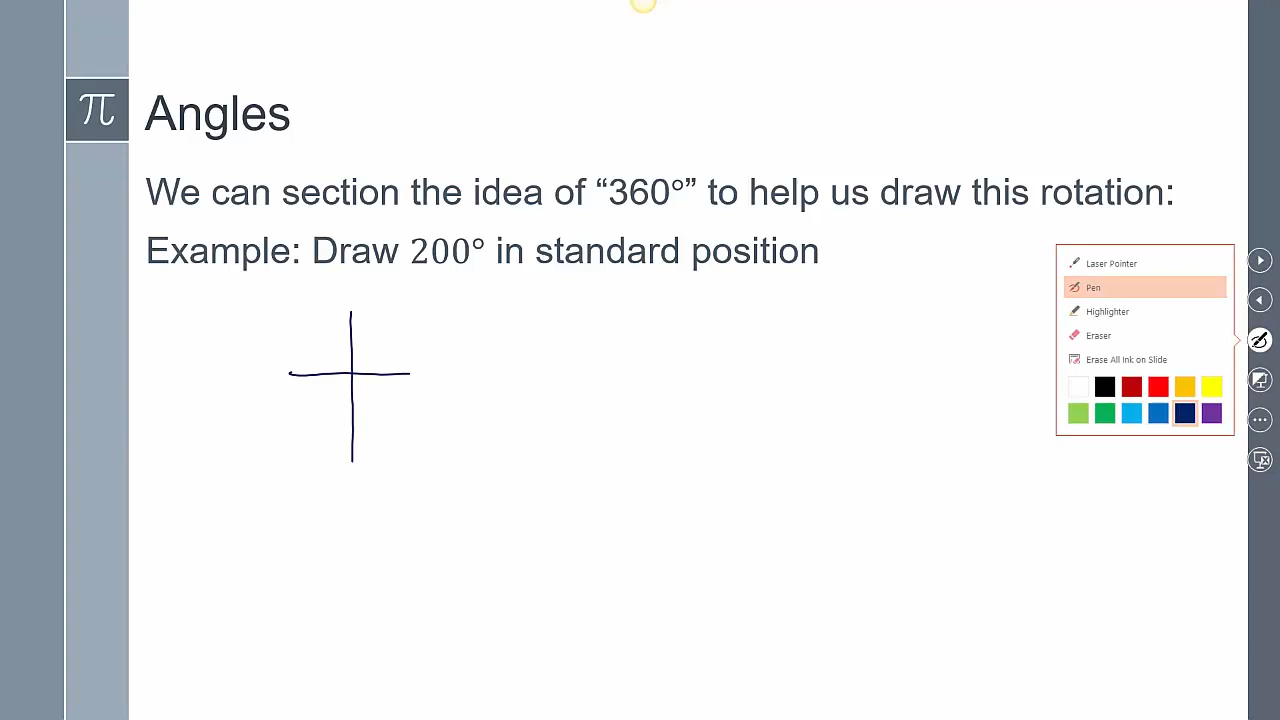 π
Angles
We can section the idea of “360°” to help us draw this rotation:
Example: Draw 200° in standard position
Laser Pointer
Pen
Highlighter
Eraser
Erase All Ink on Slide